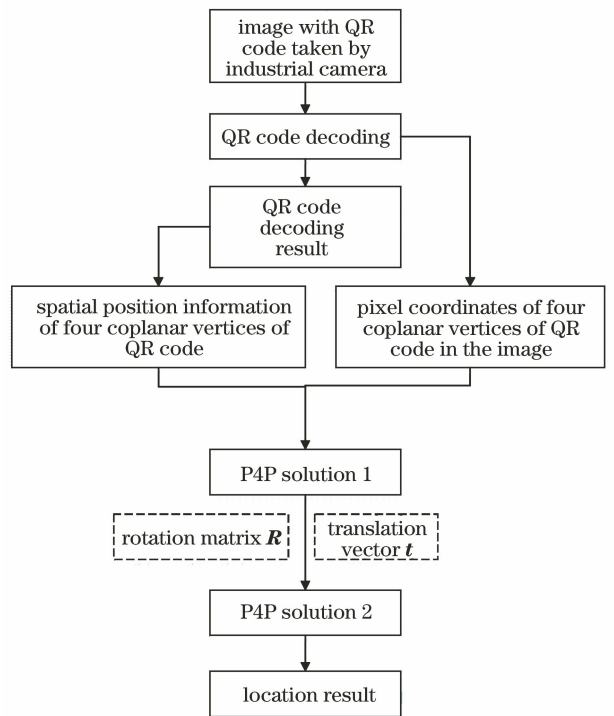 image with QR
code taken by
industrial camera
QR code decoding
QR code
decoding
result
spatial position information
of four coplanar vertices of
QR code
pixel coordinates of four
coplanar vertices of QR
code in the image
P4P solution 1
rotation matrix R
translation
vector t
P4P solution 2
location result